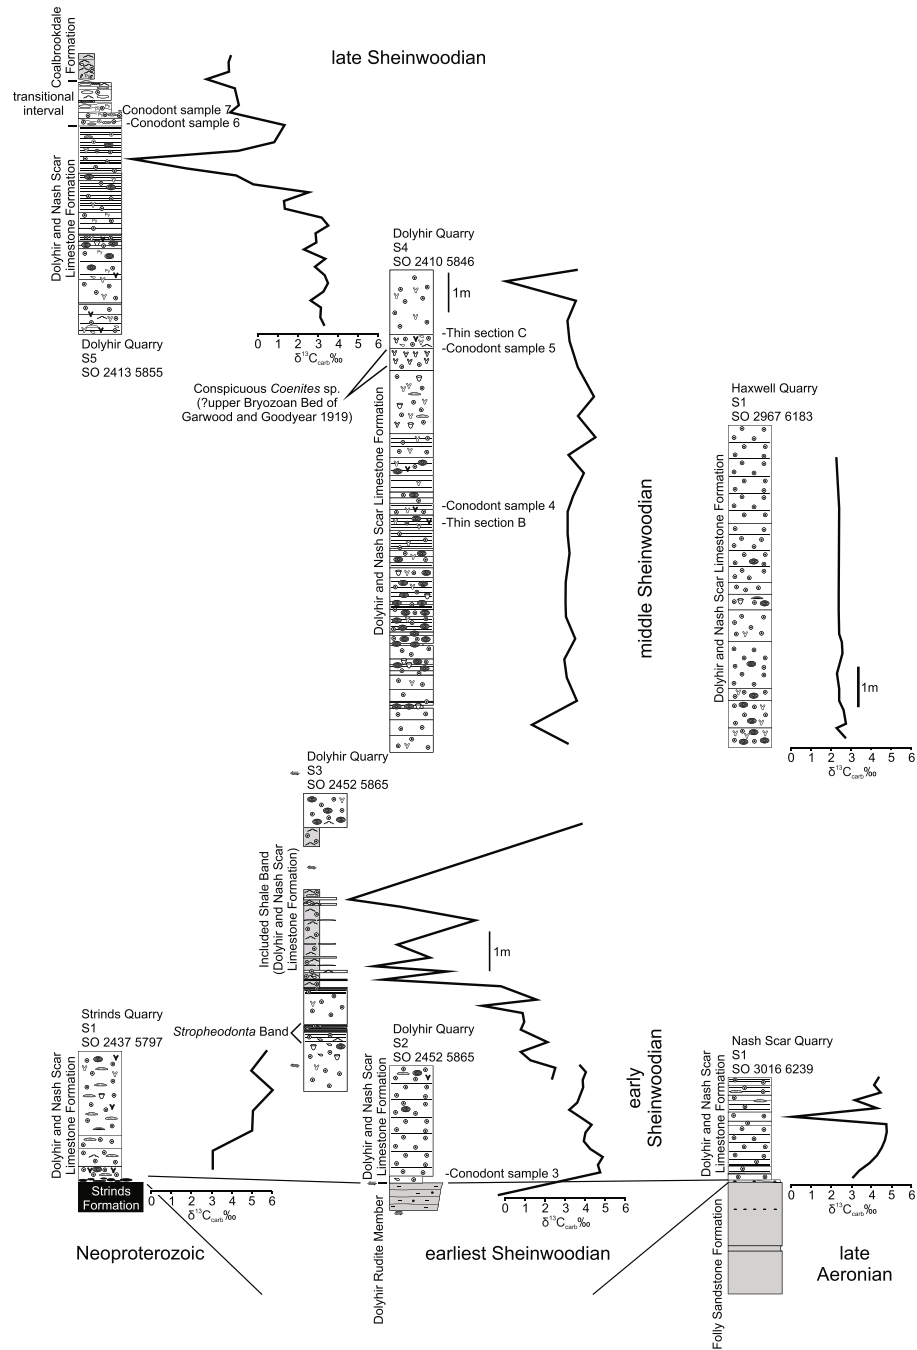 Coalbrookdale
Formation
transitional
interval
Dolyhir and Nash Scar
Limestone Formation
late Sheinwoodian
Conodont sample 7
-Conodont sample 6
0 1 2 3 4 5 6
δ¹³Ccarb‰
Dolyhir Quarry
S5
SO 2413 5855
Dolyhir Quarry
S4
SO 2410 5846
1m
-Thin section C
-Conodont sample 5
Conspicuous Coenites sp.
(?upper Bryozoan Bed of
Garwood and Goodyear 1919)
Dolyhir and Nash Scar Limestone Formation
-Conodont sample 4
-Thin section B
middle Sheinwoodian
Haxwell Quarry
S1
SO 2967 6183
Dolyhir and Nash Scar Limestone Formation
1m
0 1 2 3 4 5 6
δ¹³Ccarb‰
Dolyhir Quarry
S3
SO 2452 5865
Included Shale Band
(Dolyhir and Nash Scar
Limestone Formation)
1m
Stropheodonta Band
Strinds Quarry
S1
SO 2437 5797
Dolyhir and Nash Scar
Limestone Formation
Strinds
Formation
0 1 2 3 4 5 6
δ¹³Ccarb‰
Neoproterozoic
Dolyhir Quarry
S2
SO 2452 5865
Dolyhir and Nash Scar
Limestone Formation
-Conodont sample 3
Dolyhir Rudite Member
0 1 2 3 4 5 6
δ¹³Ccarb‰
earliest Sheinwoodian
early
Sheinwoodian
Nash Scar Quarry
S1
SO 3016 6239
Dolyhir and Nash Scar
Limestone Formation
Folly Sandstone Formation
0 1 2 3 4 5 6
δ¹³Ccarb‰
late
Aeronian